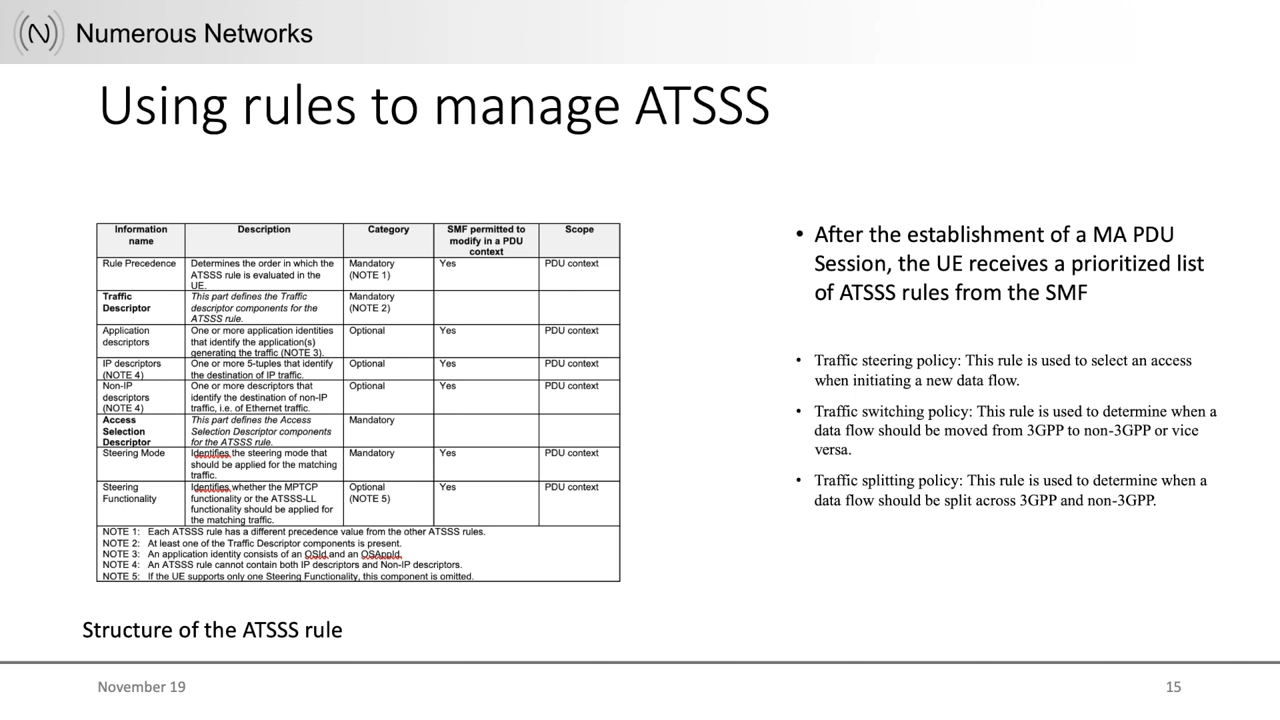 Numerous Networks
Using rules to manage ATSSS
Information name | Description | Category | SMF permitted to modify in a PDU context | Scope
Rule Precedence | Determines the order in which the ATSSS rule is evaluated in the UE. | Mandatory (NOTE 1) | Yes | PDU context
Traffic Descriptor | This part defines the Traffic descriptor components for the ATSSS rule. | Mandatory (NOTE 2)
Application descriptors | One or more application identities that identify the application(s) generating the traffic (NOTE 3). | Optional | Yes | PDU context
IP descriptors (NOTE 4) | One or more 5-tuples that identify the destination of IP traffic. | Optional | Yes | PDU context
Non-IP descriptors (NOTE 4) | One or more descriptors that identify the destination of non-IP traffic, i.e. of Ethernet traffic. | Optional | Yes | PDU context
Access Selection Descriptor | This part defines the Access Selection Descriptor components for the ATSSS rule. | Mandatory
Steering Mode | Identifies the steering mode that should be applied for the matching traffic. | Mandatory | Yes | PDU context
Steering Functionality | Identifies whether the MPTCP functionality or the ATSSS-LL functionality should be applied for the matching traffic. | Optional (NOTE 5) | Yes | PDU context
NOTE 1: Each ATSSS rule has a different precedence value from the other ATSSS rules.
NOTE 2: At least one of the Traffic Descriptor components is present.
NOTE 3: An application identity consists of an OSId and an OSAppId.
NOTE 4: An ATSSS rule cannot contain both IP descriptors and Non-IP descriptors.
NOTE 5: If the UE supports only one Steering Functionality, this component is omitted.
Structure of the ATSSS rule
• After the establishment of a MA PDU
Session, the UE receives a prioritized list
of ATSSS rules from the SMF
• Traffic steering policy: This rule is used to select an access
when initiating a new data flow.
• Traffic switching policy: This rule is used to determine when a
data flow should be moved from 3GPP to non-3GPP or vice
versa.
• Traffic splitting policy: This rule is used to determine when a
data flow should be split across 3GPP and non-3GPP.
November 19
15